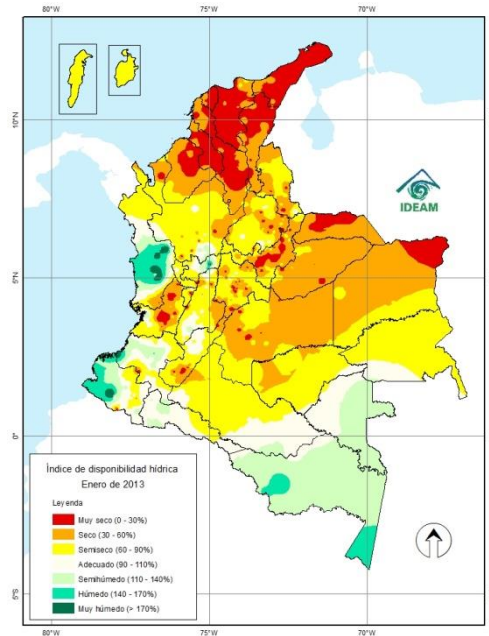 80°W 75°W 70°W
10°N
IDEAM
5°N
0°
5°S
Índice de disponibilidad hídrica
Enero de 2013
Leyenda
Muy seco (0 - 30%)
Seco (30 - 60%)
Semiseco (60 - 90%)
Adecuado (90 - 110%)
Semihúmedo (110 - 140%)
Húmedo (140 - 170%)
Muy húmedo (> 170%)
80°W 75°W 70°W